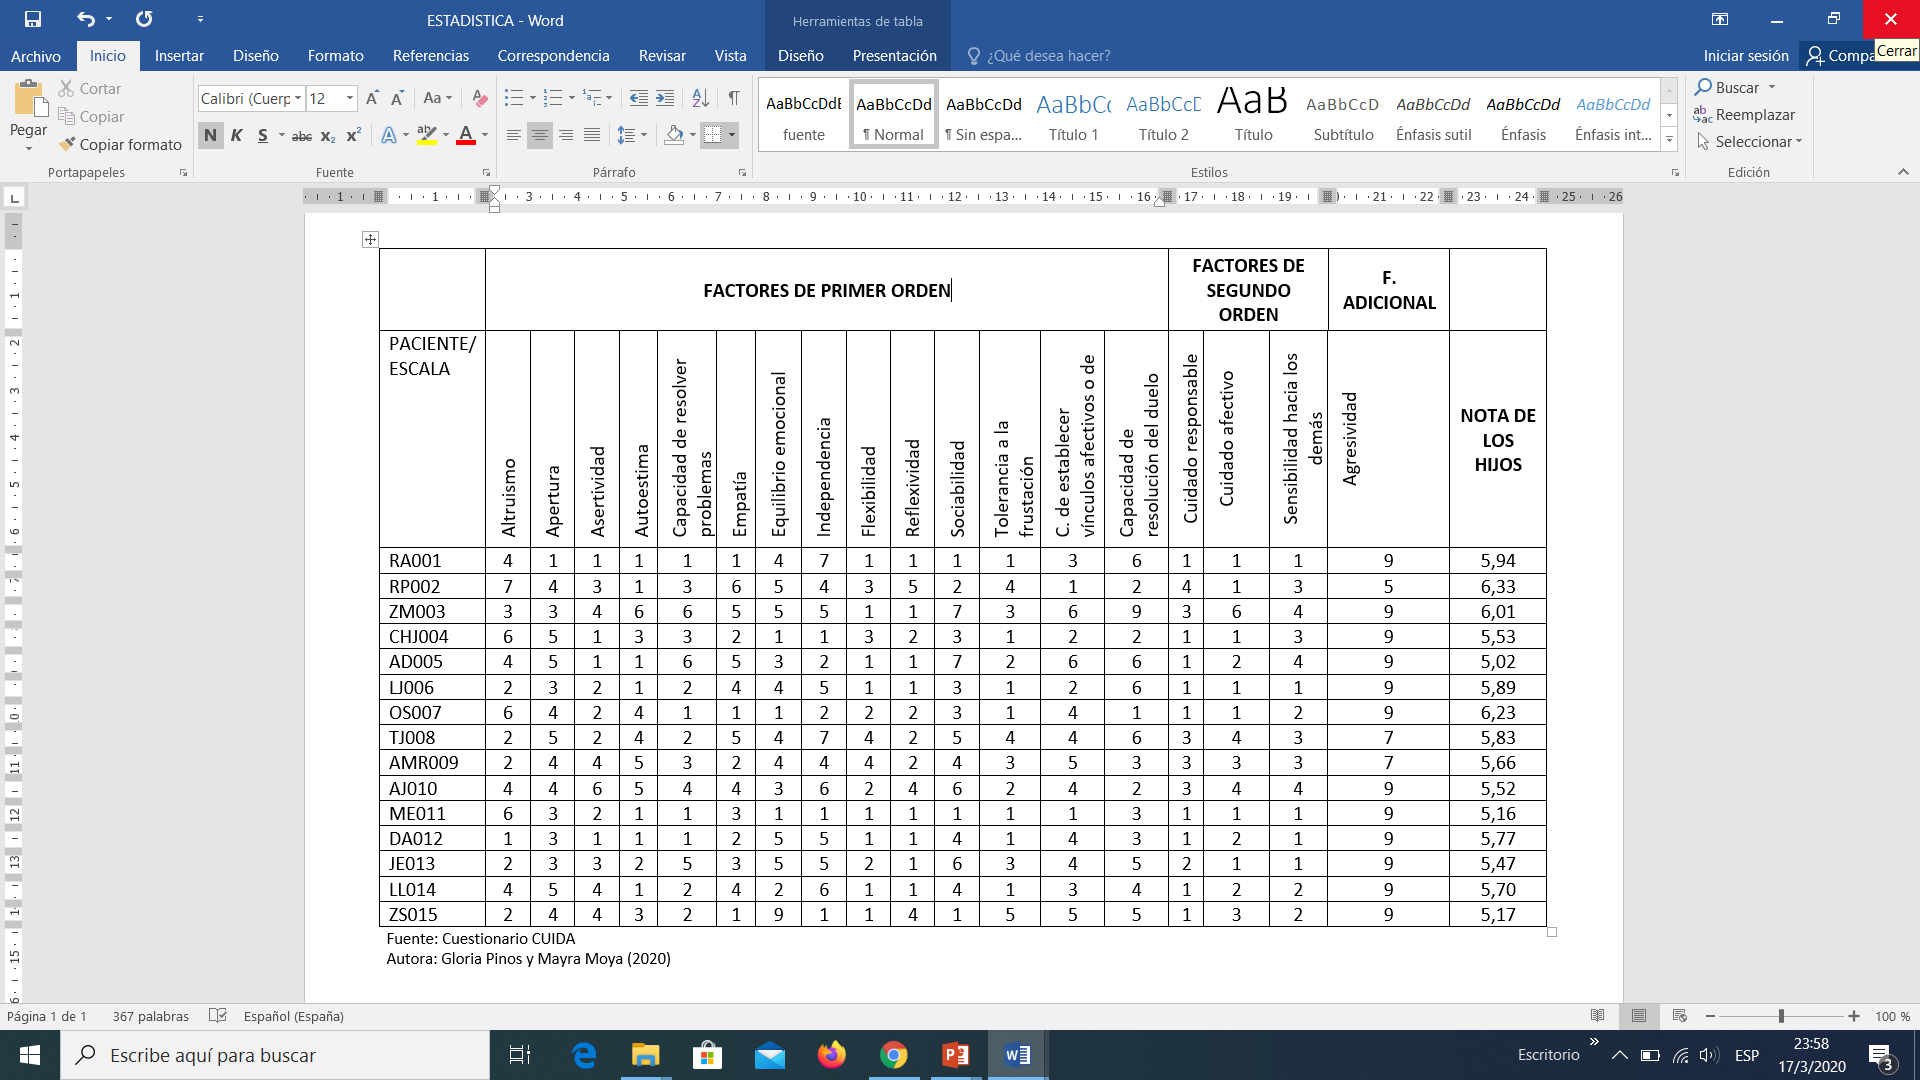 ESTADISTICA - Word
Herramientas de tabla
Cerrar
Archivo Inicio Insertar Diseño Formato Referencias Correspondencia Revisar Vista Diseño Presentación ¿Qué desea hacer? Iniciar sesión
Pegar
Cortar
Copiar
Copiar formato
Portapapeles
Calibri (Cuerp 12
N K S abc x₂ x² A
Fuente
Párrafo
AaBbCcDdE AaBbCcDd AaBbCcDd AaBbCc AaBbCcD AaB AaBbCcD AaBbCcDd AaBbCcDd AaBbCcDd
fuente ¶ Normal ¶ Sin espa... Título 1 Título 2 Título Subtítulo Énfasis sutil Énfasis Énfasis int...
Estilos
Buscar
Reemplazar
Seleccionar
Edición
FACTORES DE PRIMER ORDEN
FACTORES DE
SEGUNDO
ORDEN
F.
ADICIONAL
PACIENTE/
ESCALA
Altruismo
Apertura
Asertividad
Autoestima
Capacidad de resolver
problemas
Empatía
Equilibrio emocional
Independencia
Flexibilidad
Reflexividad
Sociabilidad
Tolerancia a la
frustación
C. de establecer
vínculos afectivos o de
Capacidad de
resolución del duelo
Cuidado responsable
Cuidado afectivo
Sensibilidad hacia los
demás
Agresividad
NOTA DE
LOS
HIJOS
RA001 4 1 1 1 1 1 4 7 1 1 1 1 3 6 1 1 1 9 5,94
RP002 7 4 3 1 3 6 5 4 3 5 2 4 1 2 4 1 3 5 6,33
ZM003 3 3 4 6 6 5 5 5 1 1 7 3 6 9 3 6 4 9 6,01
CHJ004 6 5 1 3 3 2 1 1 3 2 3 1 2 2 1 1 3 9 5,53
AD005 4 5 1 1 6 5 3 2 1 1 7 2 6 6 1 2 4 9 5,02
LJ006 2 3 2 1 2 4 4 5 1 1 3 1 2 6 1 1 1 9 5,89
OS007 6 4 2 4 1 1 1 2 2 2 3 1 4 1 1 1 2 9 6,23
TJ008 2 5 2 4 2 5 4 7 4 2 5 4 4 6 3 4 3 7 5,83
AMR009 2 4 4 5 3 2 4 4 4 2 4 3 5 3 3 3 3 7 5,66
AJ010 4 4 6 5 4 4 3 6 2 4 6 2 4 2 3 4 4 9 5,52
ME011 6 3 2 1 1 3 1 1 1 1 1 1 1 3 1 1 1 9 5,16
DA012 1 3 1 1 1 2 5 5 1 1 4 1 4 3 1 2 1 9 5,77
JE013 2 3 3 2 5 3 5 5 2 1 6 3 4 5 2 1 1 9 5,47
LL014 4 5 4 1 2 4 2 6 1 1 4 1 3 4 1 2 2 9 5,70
ZS015 2 4 4 3 2 1 9 1 1 4 1 5 5 5 1 3 2 9 5,17
Fuente: Cuestionario CUIDA
Autora: Gloria Pinos y Mayra Moya (2020)
Página 1 de 1 367 palabras Español (España) 100 %
Escribe aquí para buscar
Escritorio
ESP
23:58
17/3/2020
3